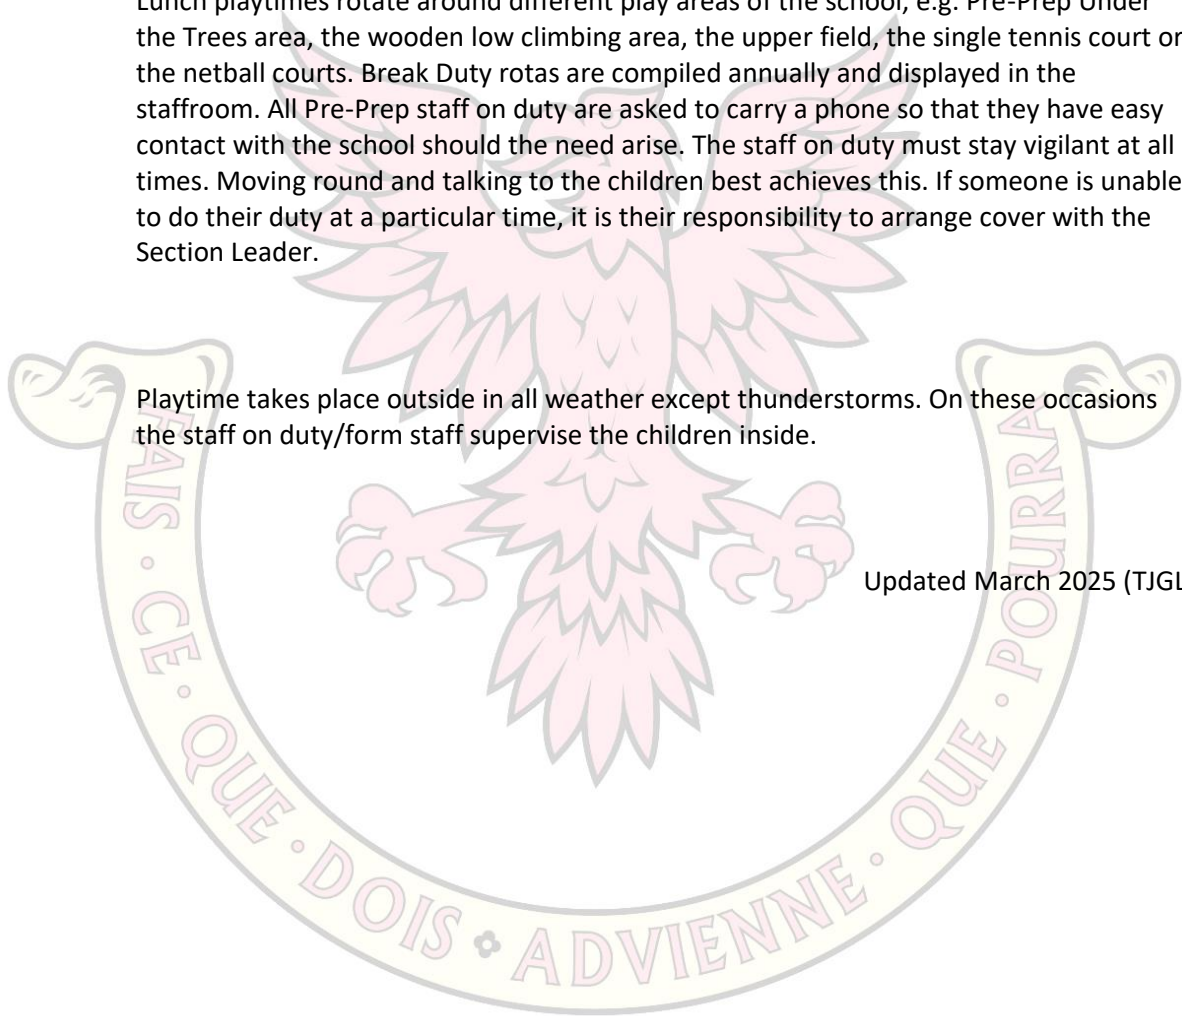 Lunch playtimes rotate around different play areas of the school, e.g. Pre-Prep Under
the Trees area, the wooden low climbing area, the upper field, the single tennis court or
the netball courts. Break Duty rotas are compiled annually and displayed in the
staffroom. All Pre-Prep staff on duty are asked to carry a phone so that they have easy
contact with the school should the need arise. The staff on duty must stay vigilant at all
times. Moving round and talking to the children best achieves this. If someone is unable
to do their duty at a particular time, it is their responsibility to arrange cover with the
Section Leader.
Playtime takes place outside in all weather except thunderstorms. On these occasions
the staff on duty/form staff supervise the children inside.
Updated March 2025 (TJGL
FAIS · CE · QUE · DOIS · ADVIENNE · QUE · POURRA